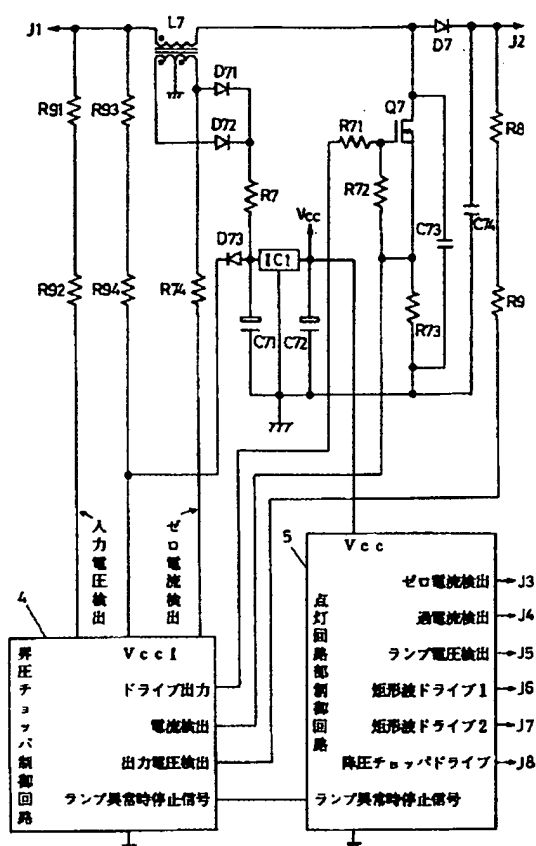 J1
L7
D7
J2
D71
D72
R91
R93
R71
Q7
R8
R7
R72
C73
C74
Vcc
D73
IC1
R92
R94
R74
C71
C72
R73
R9
入力電圧検出
ゼロ電流検出
4
昇圧チョッパ制御回路
Vcc1
ドライブ出力
電流検出
出力電圧検出
ランプ異常時停止信号
5
点灯回路部制御回路
Vcc
ゼロ電流検出
J3
過電流検出
J4
ランプ電圧検出
J5
矩形波ドライブ1
J6
矩形波ドライブ2
J7
降圧チョッパドライブ
J8
ランプ異常時停止信号